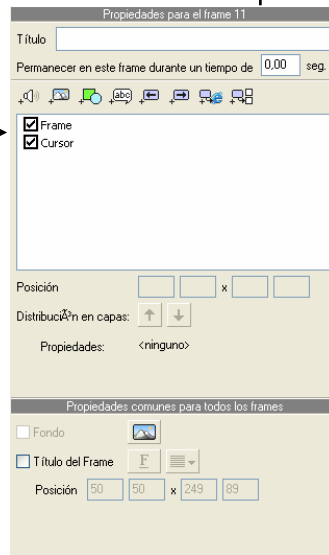 Propiedades para el frame 11
Título
Permanecer en este frame durante un tiempo de 0,00 seg.
abc
Frame
Cursor
Posición x
DistribuciÃ³n en capas:
Propiedades: <ninguno>
Propiedades comunes para todos los frames
Fondo
Título del Frame F
Posición 50 50 x 249 89